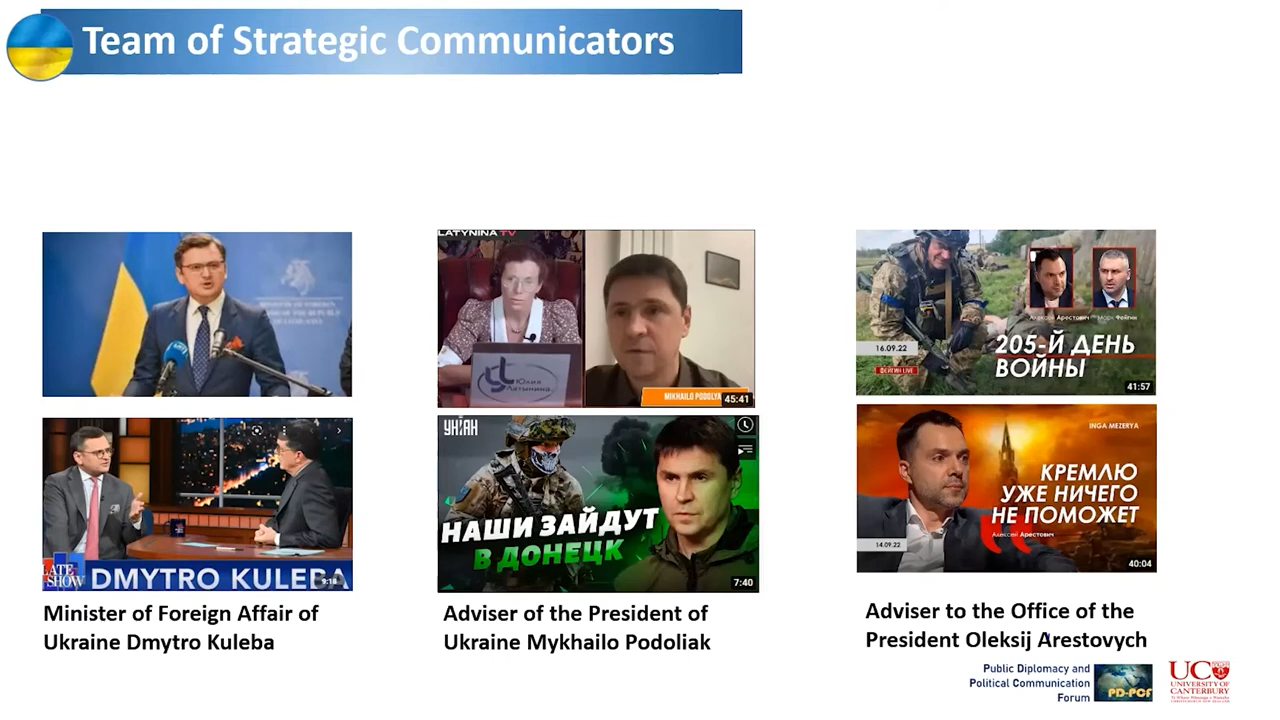 Team of Strategic Communicators
LATYNINA TV
Юлия
Латынина
MIKHAILO PODOLYA
45:41
16.09.22
ФЕЙГИН LIVE
Алексей Арестович
Марк Фейгин
205-Й ДЕНЬ
ВОЙНЫ
41:57
LATE
SHOW
DMYTRO KULEBA
9:18
УНІАН
НАШИ ЗАЙДУТ
В ДОНЕЦК
7:40
INGA MEZERYA
КРЕМЛЮ
УЖЕ НИЧЕГО
НЕ ПОМОЖЕТ
Алексей Арестович
14.09.22
40:04
Minister of Foreign Affair of
Ukraine Dmytro Kuleba
Adviser of the President of
Ukraine Mykhailo Podoliak
Adviser to the Office of the
President Oleksij Arestovych
Public Diplomacy and
Political Communication
Forum
PD-PCF
UC
UNIVERSITY OF
CANTERBURY